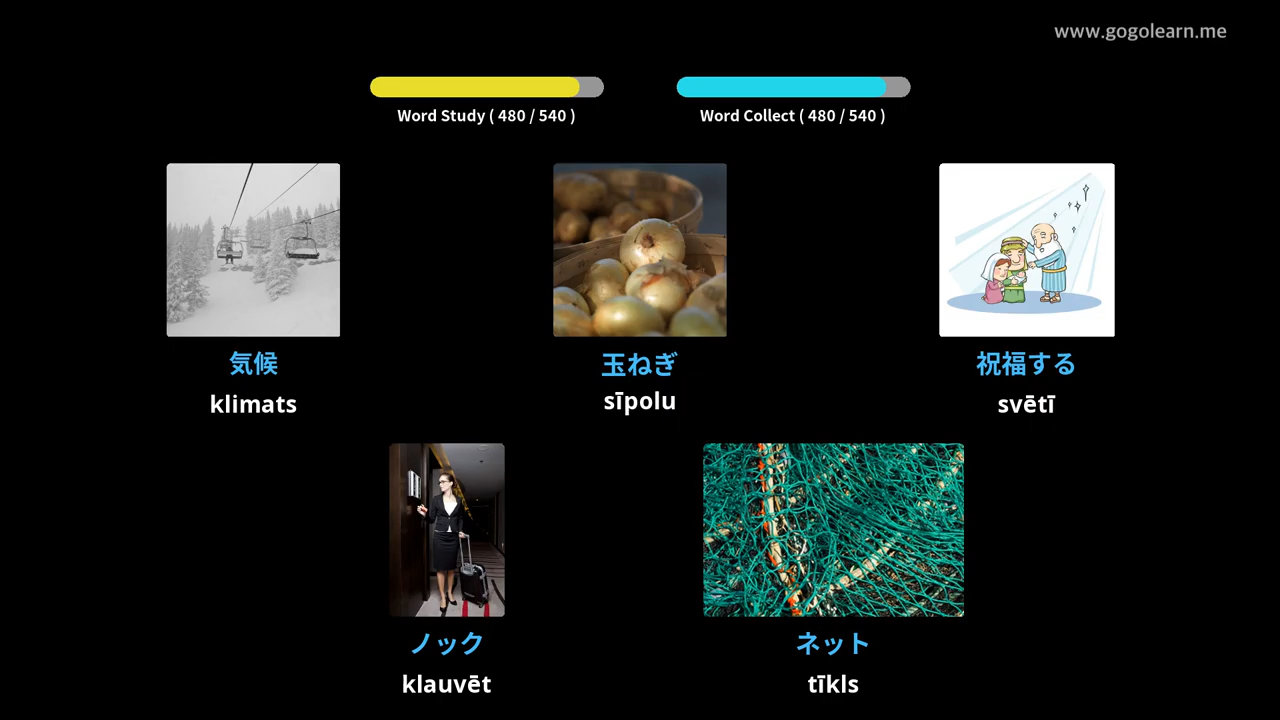 www.gogolearn.me
Word Study ( 480 / 540 )
Word Collect ( 480 / 540 )
気候
klimats
玉ねぎ
sīpolu
祝福する
svētī
ノック
klauvēt
ネット
tīkls